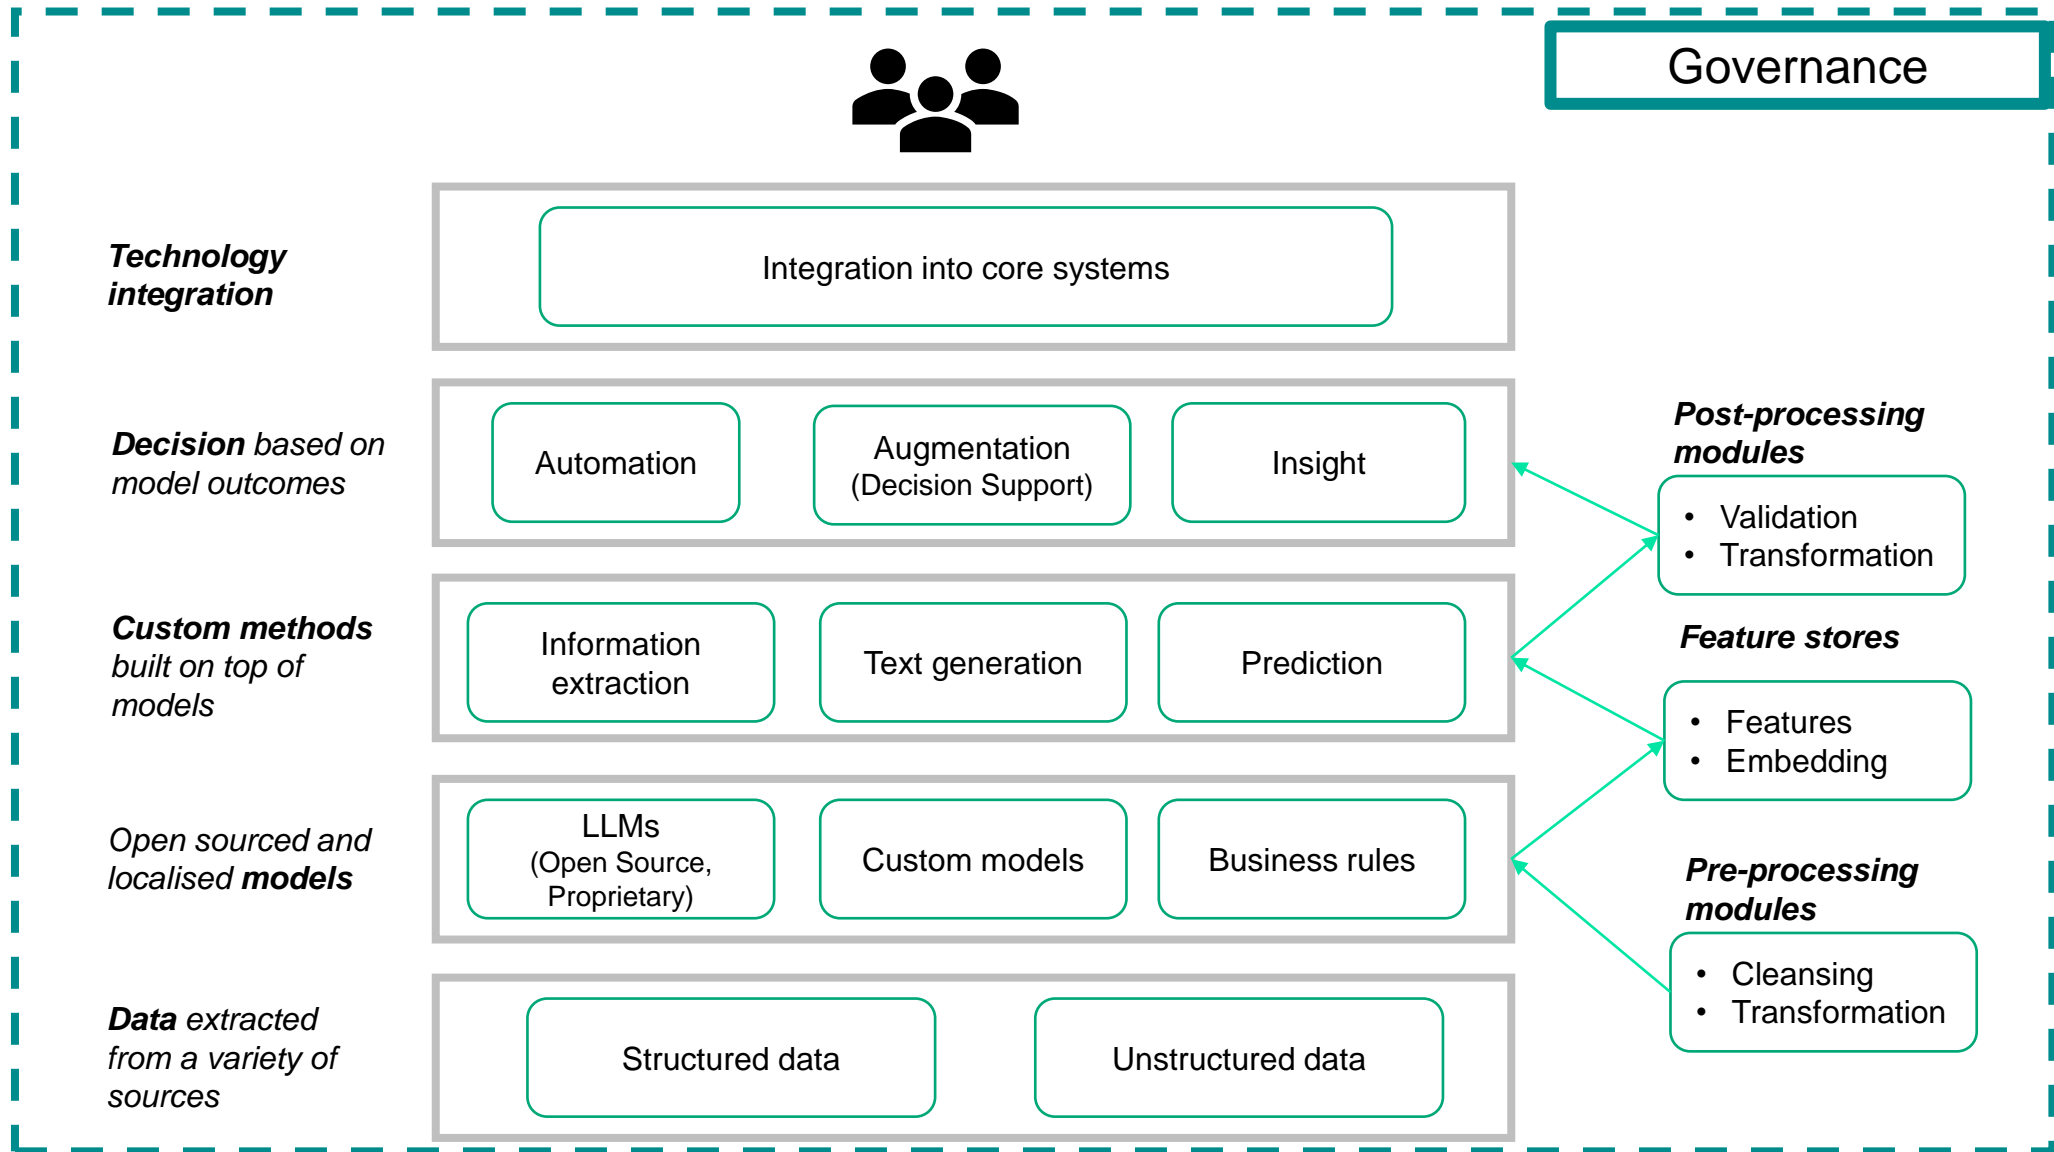 Governance
Technology
integration
Integration into core systems
Decision based on
model outcomes
Automation
Augmentation
(Decision Support)
Insight
Post-processing
modules
• Validation
• Transformation
Custom methods
built on top of
models
Information
extraction
Text generation
Prediction
Feature stores
• Features
• Embedding
Open sourced and
localised models
LLMs
(Open Source,
Proprietary)
Custom models
Business rules
Pre-processing
modules
• Cleansing
• Transformation
Data extracted
from a variety of
sources
Structured data
Unstructured data